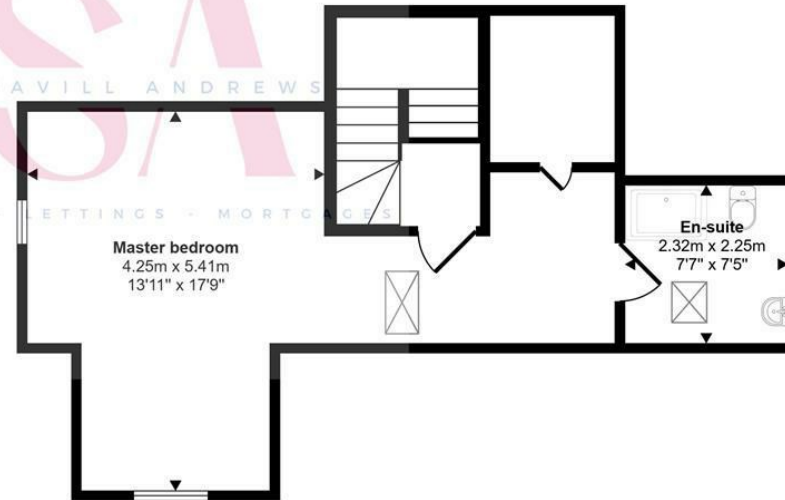 SA
AVILL ANDREWS
LETTINGS - MORTGAGES
Master bedroom
4.25m x 5.41m
13'11" x 17'9"
En-suite
2.32m x 2.25m
7'7" x 7'5"